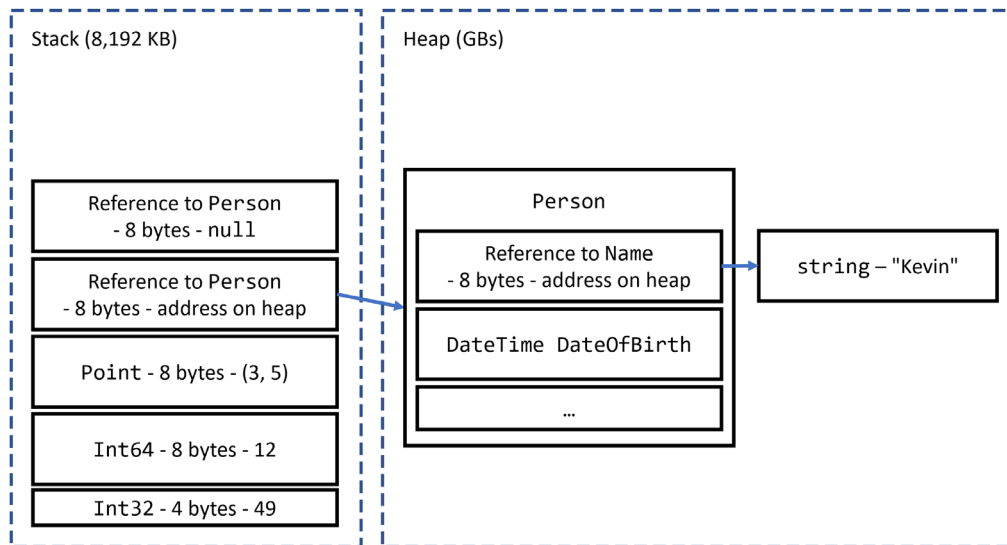 Stack (8,192 KB)
Reference to Person
- 8 bytes - null
Reference to Person
- 8 bytes - address on heap
Point - 8 bytes - (3, 5)
Int64 - 8 bytes - 12
Int32 - 4 bytes - 49
Heap (GBs)
Person
Reference to Name
- 8 bytes - address on heap
DateTime DateOfBirth
…
string – "Kevin"